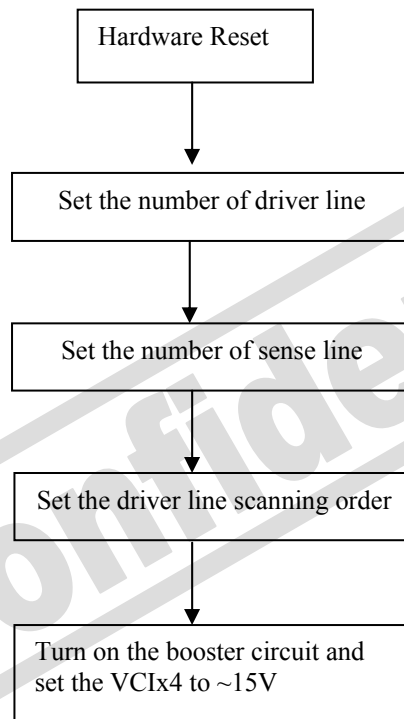 Hardware Reset
Set the number of driver line
Set the number of sense line
Set the driver line scanning order
Turn on the booster circuit and
set the VCIx4 to ~15V